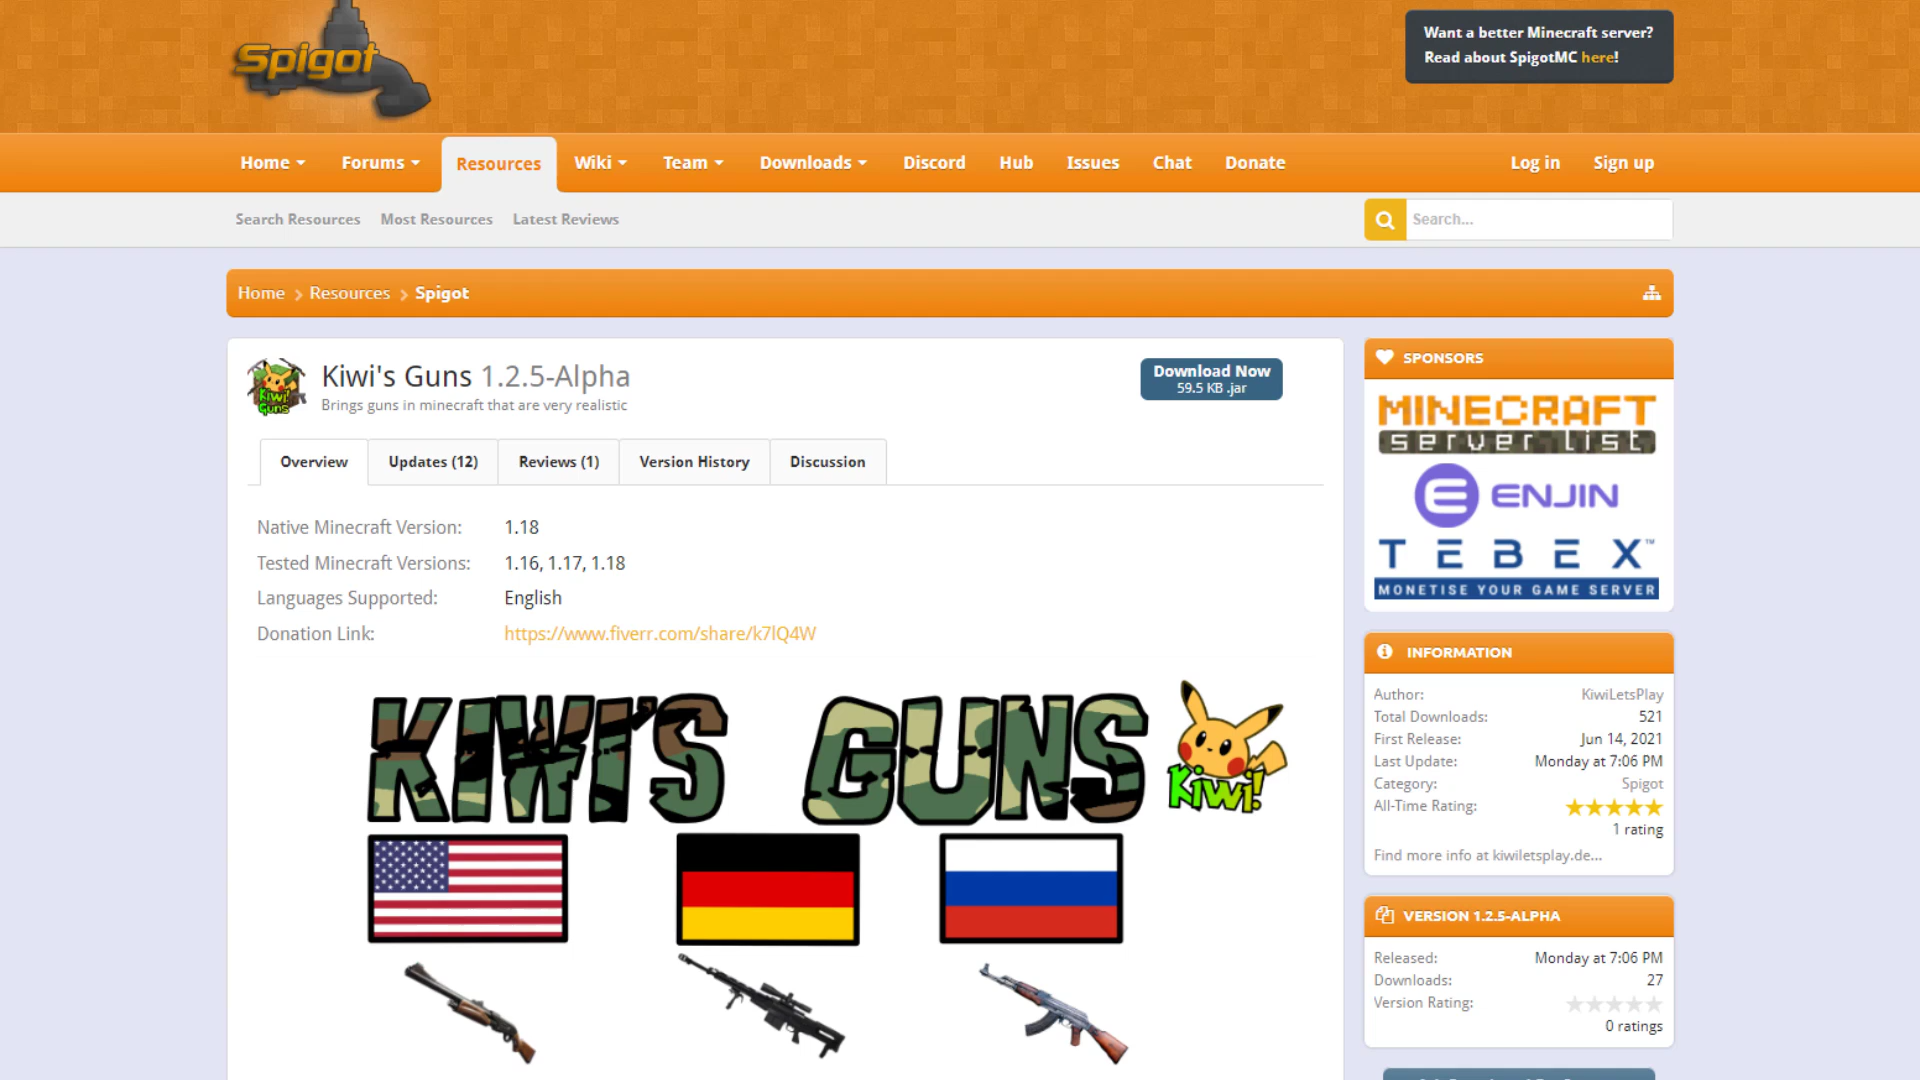 Spigot
Want a better Minecraft server?
Read about SpigotMC here!
Home
Forums
Resources
Wiki
Team
Downloads
Discord
Hub
Issues
Chat
Donate
Log in
Sign up
Search Resources
Most Resources
Latest Reviews
Search...
Home
Resources
Spigot
Kiwi!
Guns
Kiwi's Guns 1.2.5-Alpha
Brings guns in minecraft that are very realistic
Download Now
59.5 KB .jar
Overview
Updates (12)
Reviews (1)
Version History
Discussion
Native Minecraft Version: 1.18
Tested Minecraft Versions: 1.16, 1.17, 1.18
Languages Supported: English
Donation Link: https://www.fiverr.com/share/k7lQ4W
KIWI'S GUNS
Kiwi!
SPONSORS
MINECRAFT
server list
ENJIN
TEBEX™
MONETISE YOUR GAME SERVER
INFORMATION
Author: KiwiLetsPlay
Total Downloads: 521
First Release: Jun 14, 2021
Last Update: Monday at 7:06 PM
Category: Spigot
All-Time Rating:
1 rating
Find more info at kiwiletsplay.de...
VERSION 1.2.5-ALPHA
Released: Monday at 7:06 PM
Downloads: 27
Version Rating:
0 ratings